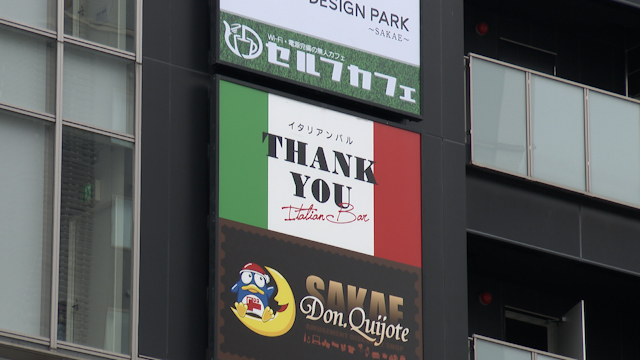 DESIGN PARK
～SAKAE～
Wi-Fi・電源完備の無人カフェ
セルフカフェ
イタリアンバル
THANK
YOU
Italian Bar
SAKAE
Don.Quijote